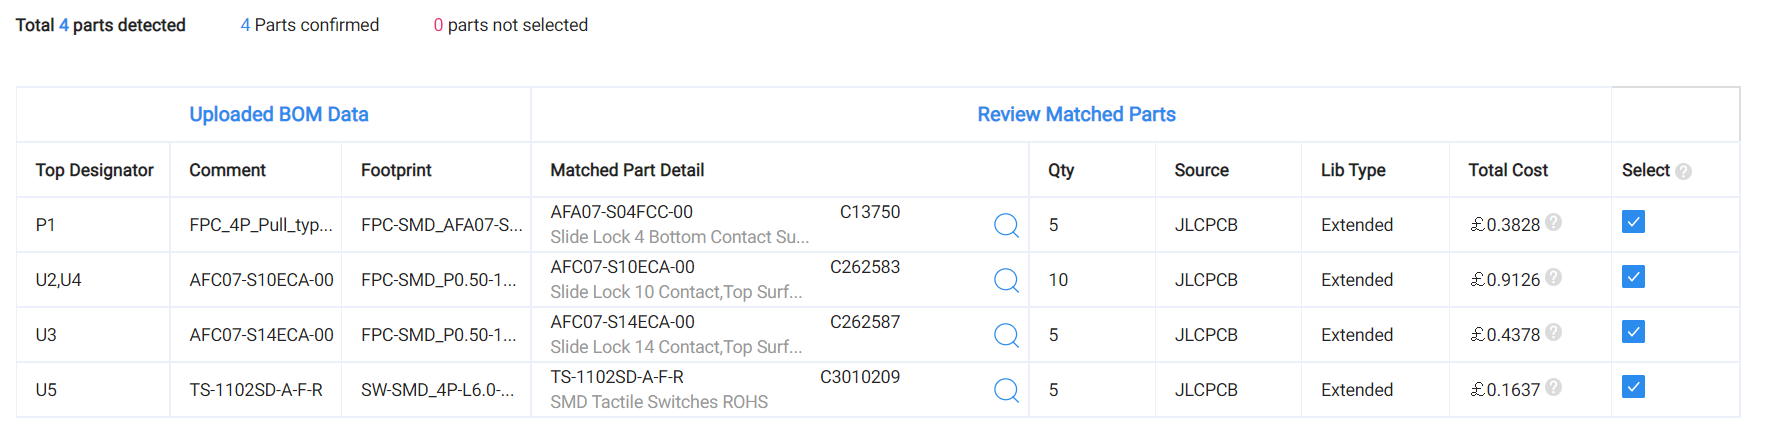 Total 4 parts detected 4 Parts confirmed 0 parts not selected
Uploaded BOM Data Review Matched Parts
Top Designator Comment Footprint Matched Part Detail Qty Source Lib Type Total Cost Select ?
P1 FPC_4P_Pull_typ... FPC-SMD_AFA07-S... AFA07-S04FCC-00 C13750 5 JLCPCB Extended £0.3828 ?
Slide Lock 4 Bottom Contact Su...
U2,U4 AFC07-S10ECA-00 FPC-SMD_P0.50-1... AFC07-S10ECA-00 C262583 10 JLCPCB Extended £0.9126 ?
Slide Lock 10 Contact,Top Surf...
U3 AFC07-S14ECA-00 FPC-SMD_P0.50-1... AFC07-S14ECA-00 C262587 5 JLCPCB Extended £0.4378 ?
Slide Lock 14 Contact,Top Surf...
U5 TS-1102SD-A-F-R SW-SMD_4P-L6.0-... TS-1102SD-A-F-R C3010209 5 JLCPCB Extended £0.1637 ?
SMD Tactile Switches ROHS